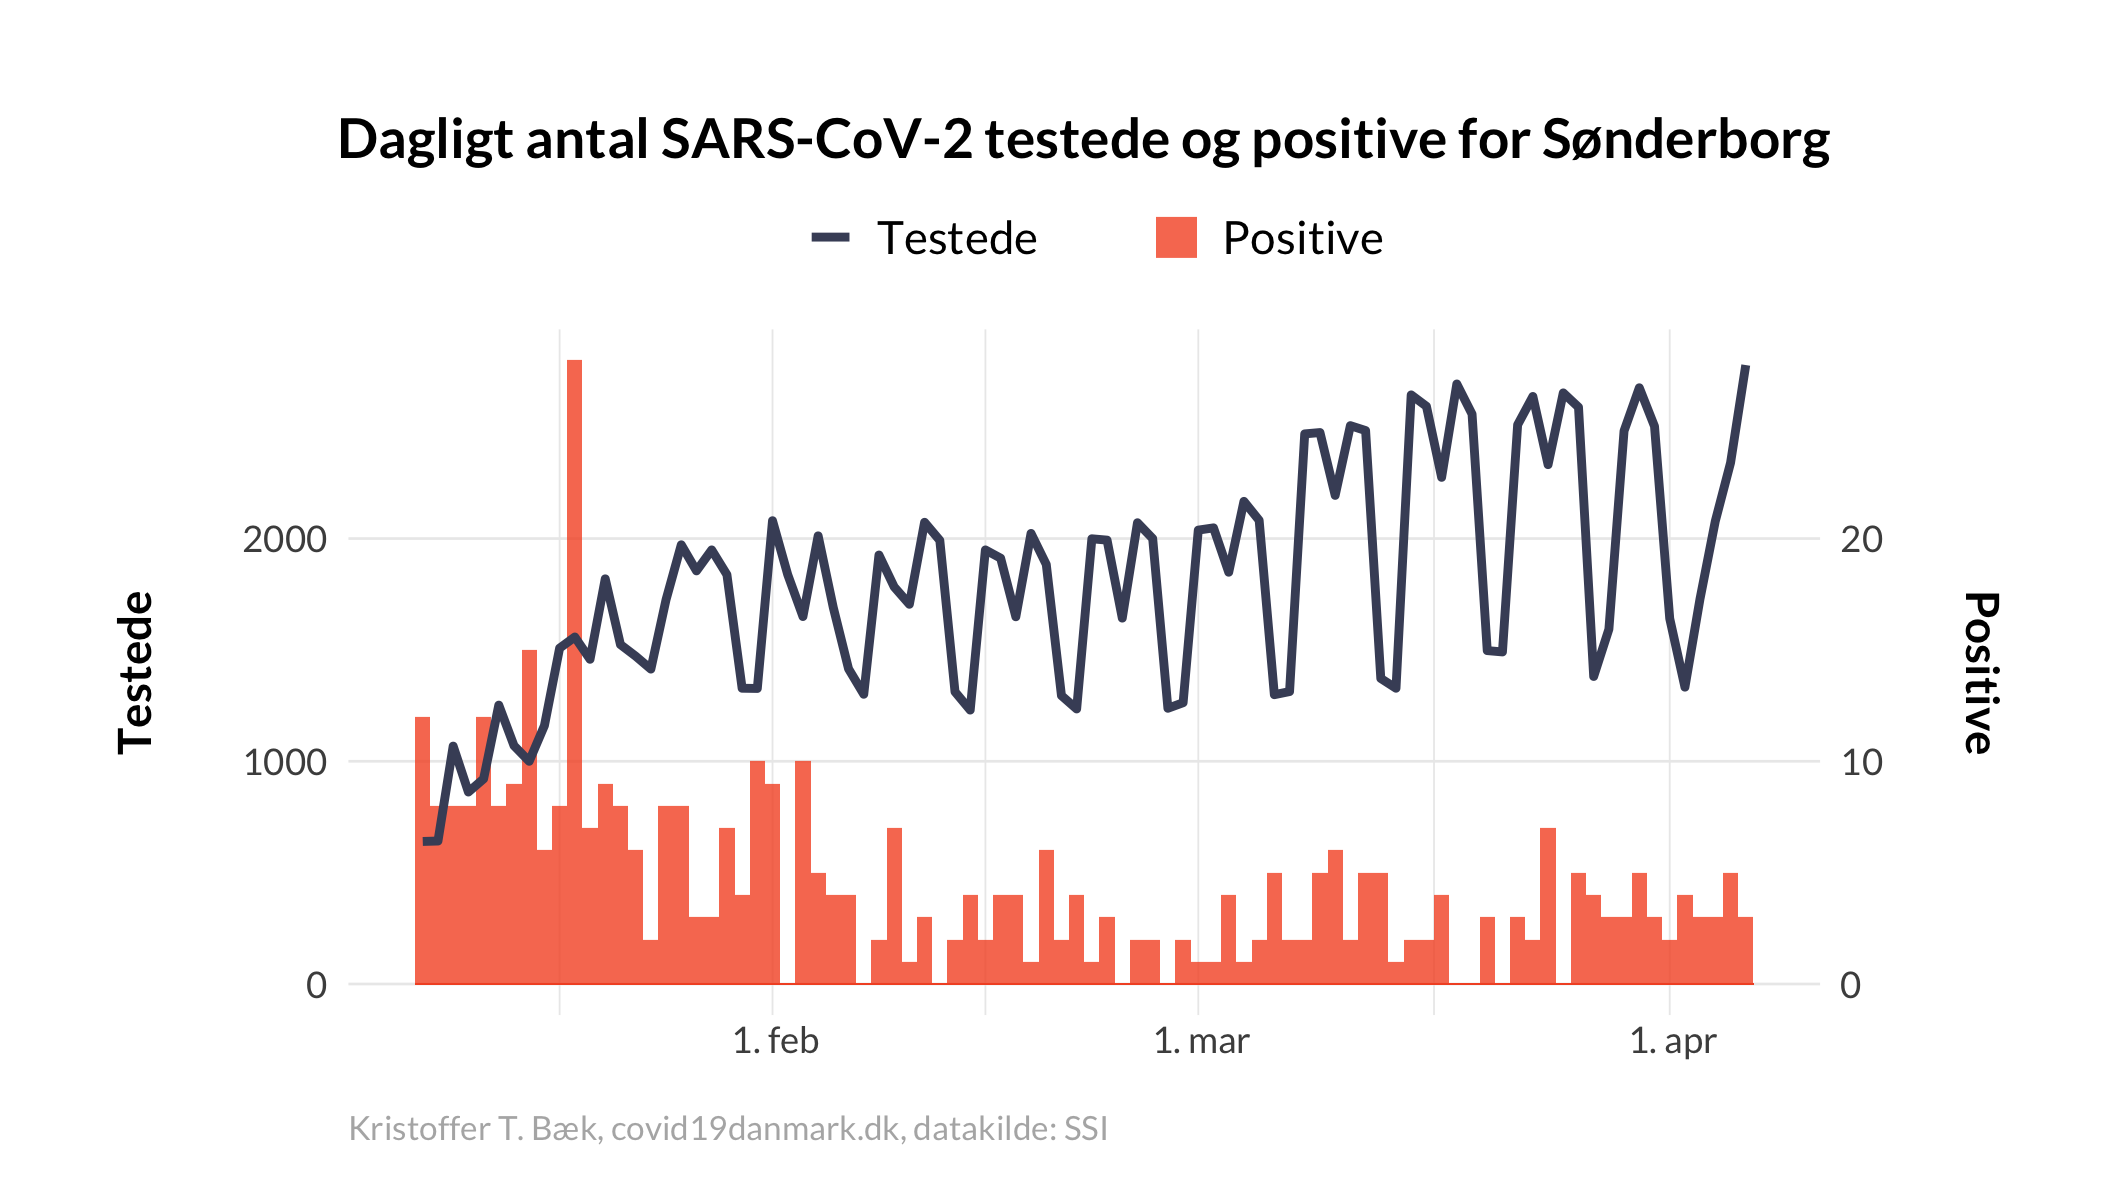 Dagligt antal SARS-CoV-2 testede og positive for Sønderborg
Testede Positive
Testede
2000
1000
0
20
10
0
Positive
1. feb 1. mar 1. apr
Kristoffer T. Bæk, covid19danmark.dk, datakilde: SSI